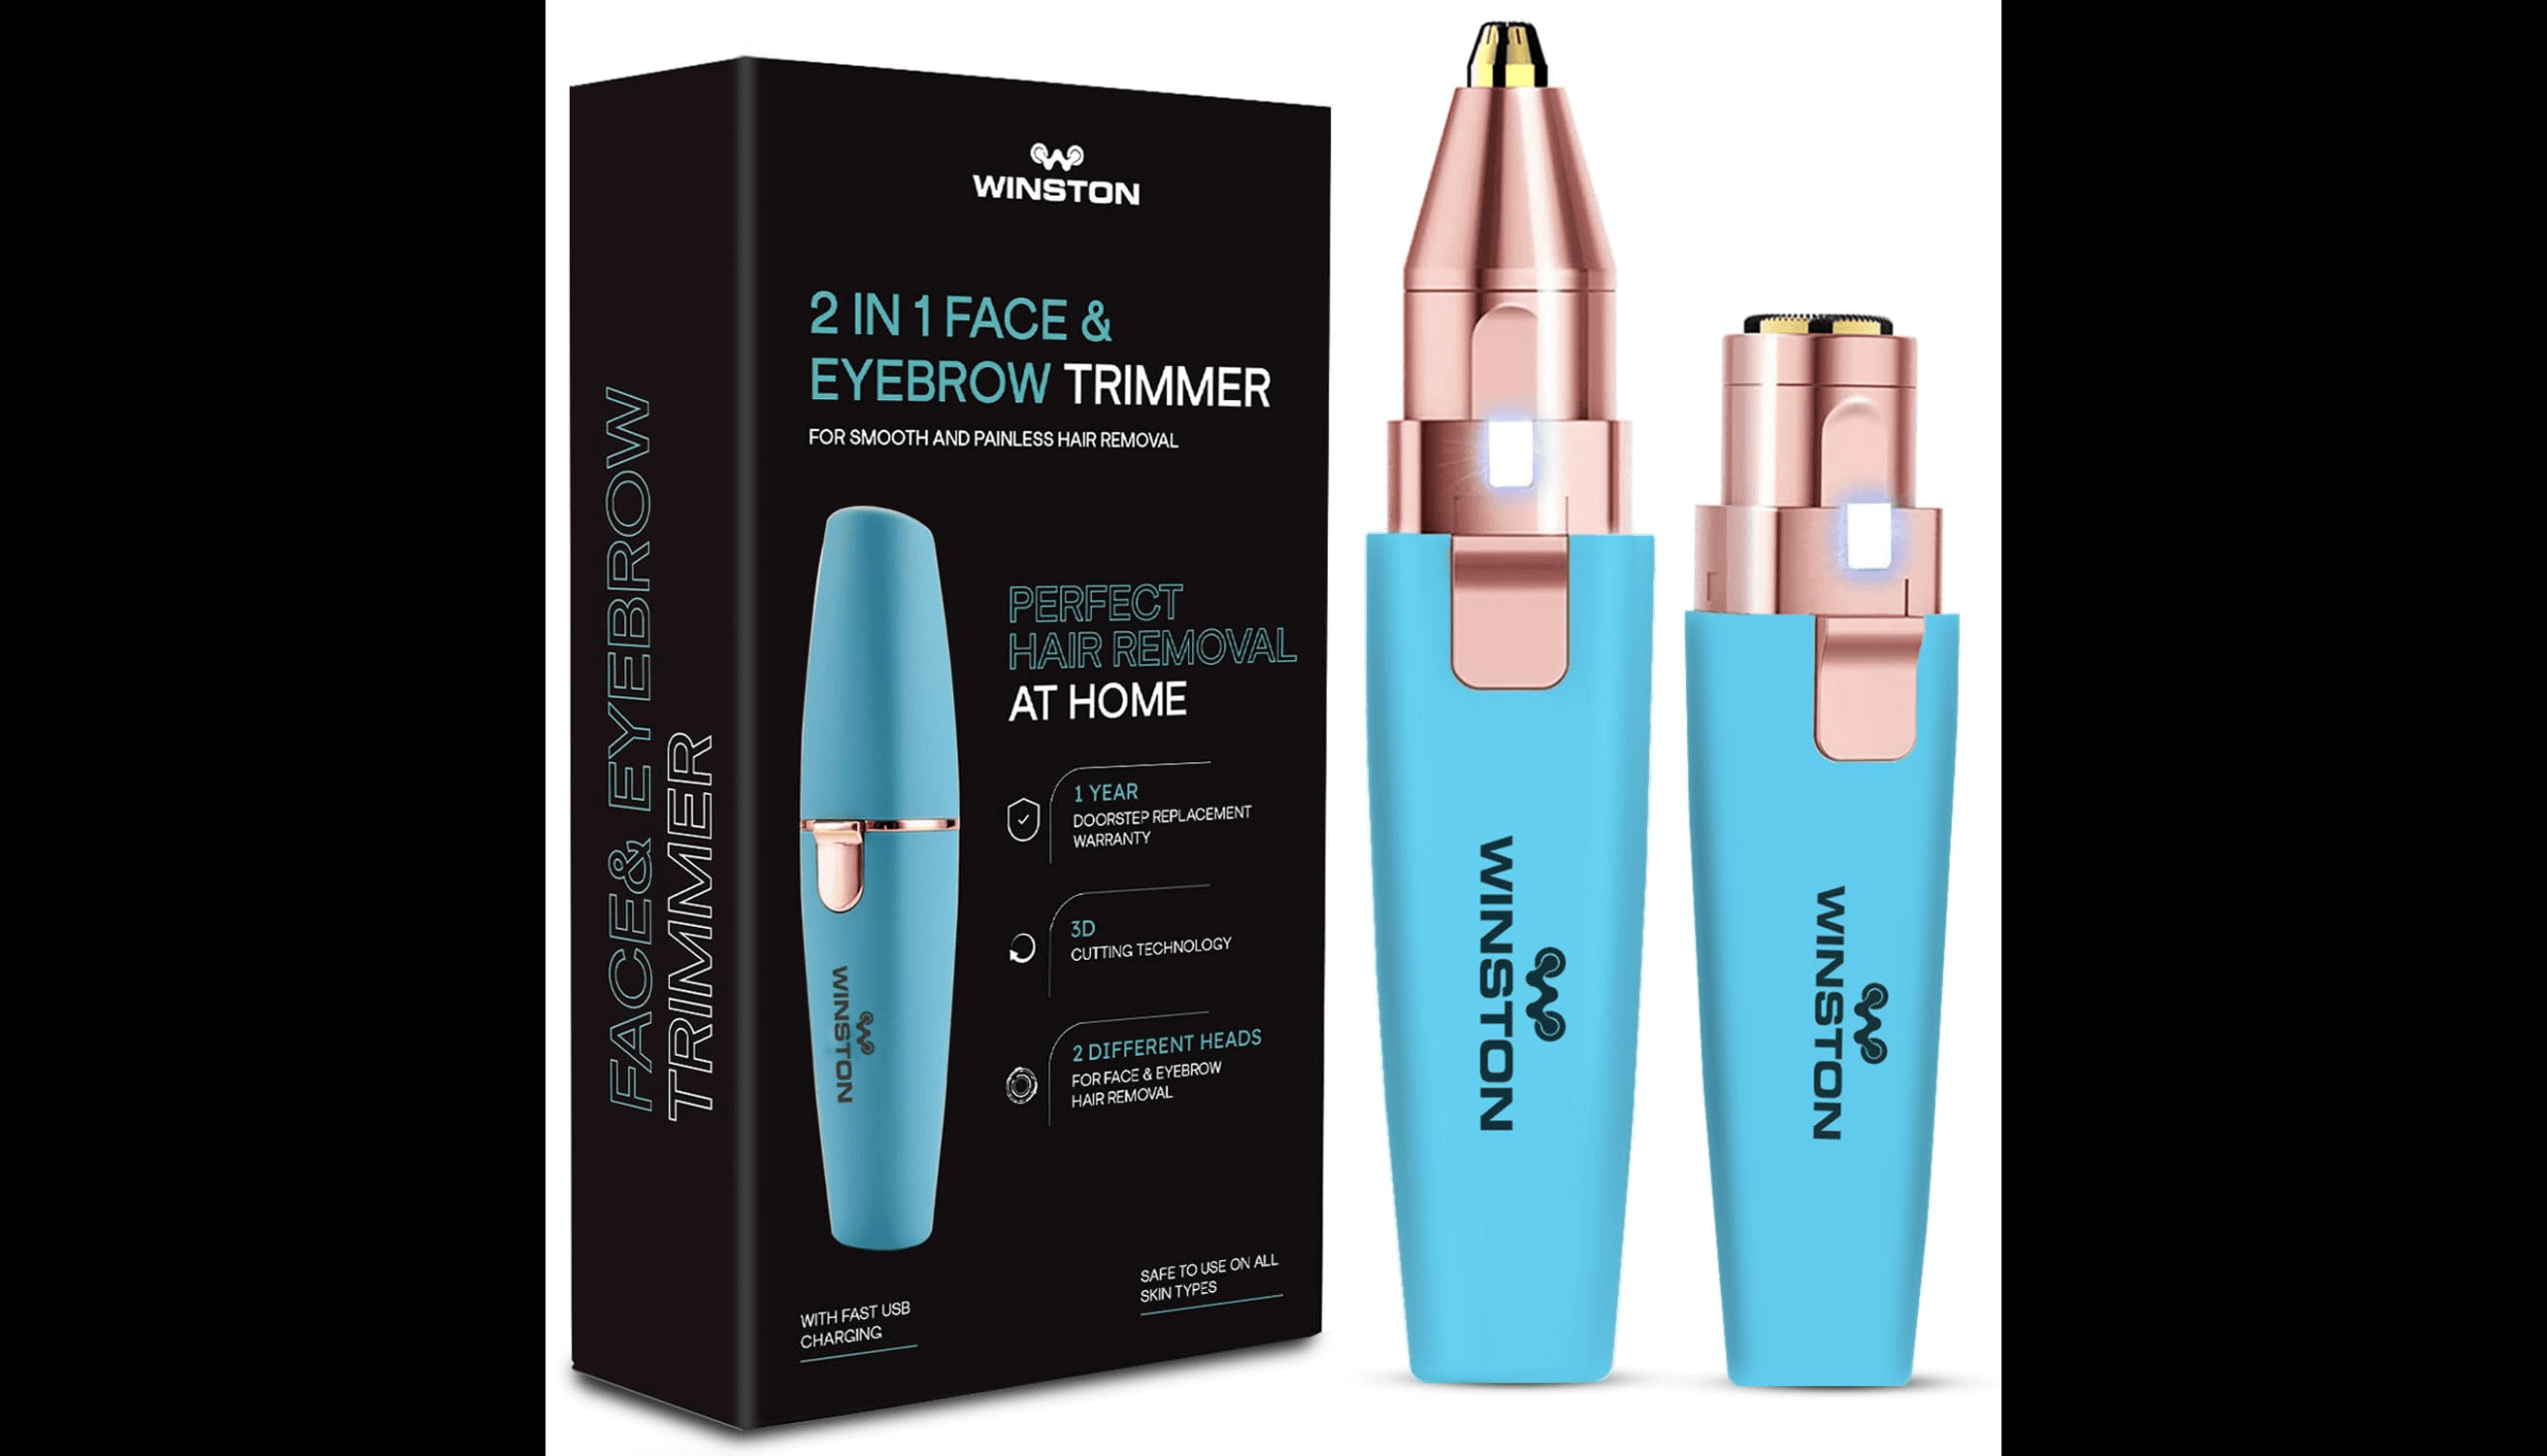 FACE& EYEBROW
TRIMMER
WINSTON
2 IN 1 FACE &
EYEBROW TRIMMER
FOR SMOOTH AND PAINLESS HAIR REMOVAL
PERFECT
HAIR REMOVAL
AT HOME
1 YEAR
DOORSTEP REPLACEMENT
WARRANTY
3D
CUTTING TECHNOLOGY
2 DIFFERENT HEADS
FOR FACE & EYEBROW
HAIR REMOVAL
WINSTON
WITH FAST USB
CHARGING
SAFE TO USE ON ALL
SKIN TYPES
WINSTON
WINSTON